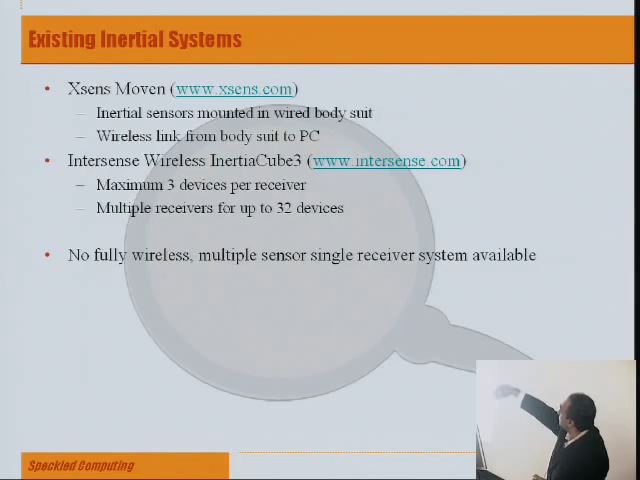 Existing Inertial Systems
• Xsens Moven (www.xsens.com)
– Inertial sensors mounted in wired body suit
– Wireless link from body suit to PC
• Intersense Wireless InertiaCube3 (www.intersense.com)
– Maximum 3 devices per receiver
– Multiple receivers for up to 32 devices
• No fully wireless, multiple sensor single receiver system available
Speckled Computing